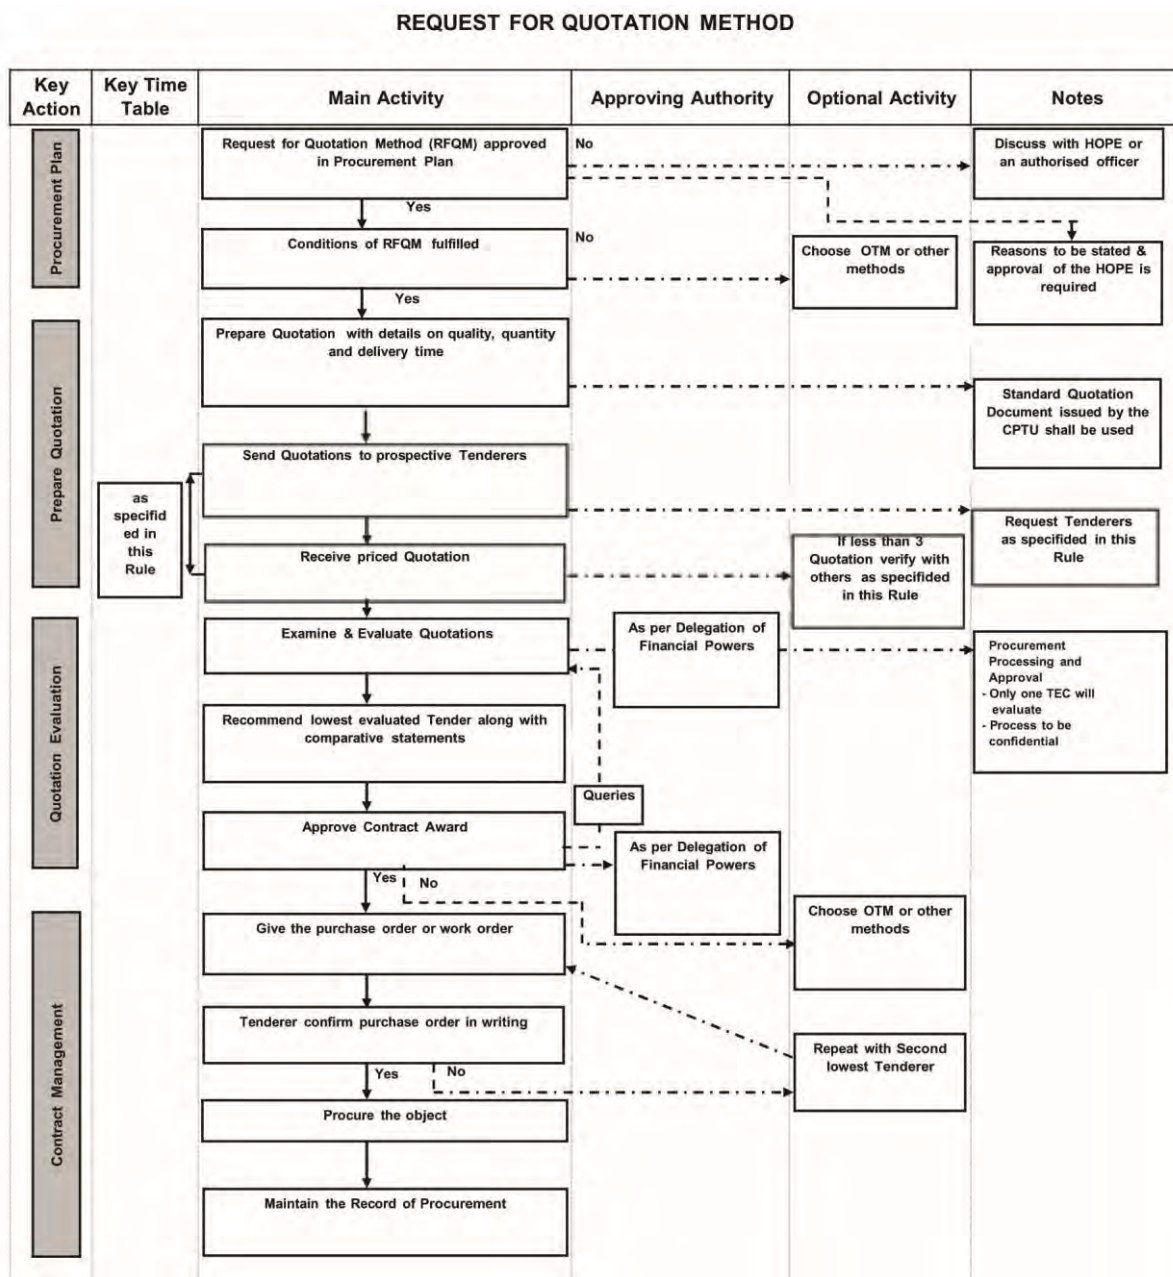 REQUEST FOR QUOTATION METHOD
Key
Action
Key Time
Table
Main Activity
Approving Authority
Optional Activity
Notes
Procurement Plan
Request for Quotation Method (RFQM) approved
in Procurement Plan
No
Discuss with HOPE or
an authorised officer
Yes
Conditions of RFQM fulfilled
No
Choose OTM or other
methods
Reasons to be stated &
approval of the HOPE is
required
Yes
Prepare Quotation
Prepare Quotation with details on quality, quantity
and delivery time
Standard Quotation
Document issued by the
CPTU shall be used
Send Quotations to prospective Tenderers
as
specifid
ed in
this
Rule
Request Tenderers
as specifided in this
Rule
Receive priced Quotation
If less than 3
Quotation verify with
others as specifided
in this Rule
Quotation Evaluation
Examine & Evaluate Quotations
As per Delegation of
Financial Powers
Procurement
Processing and
Approval
- Only one TEC will
evaluate
- Process to be
confidential
Recommend lowest evaluated Tender along with
comparative statements
Queries
Approve Contract Award
As per Delegation of
Financial Powers
Yes
No
Contract Management
Choose OTM or other
methods
Give the purchase order or work order
Tenderer confirm purchase order in writing
Repeat with Second
lowest Tenderer
Yes
No
Procure the object
Maintain the Record of Procurement